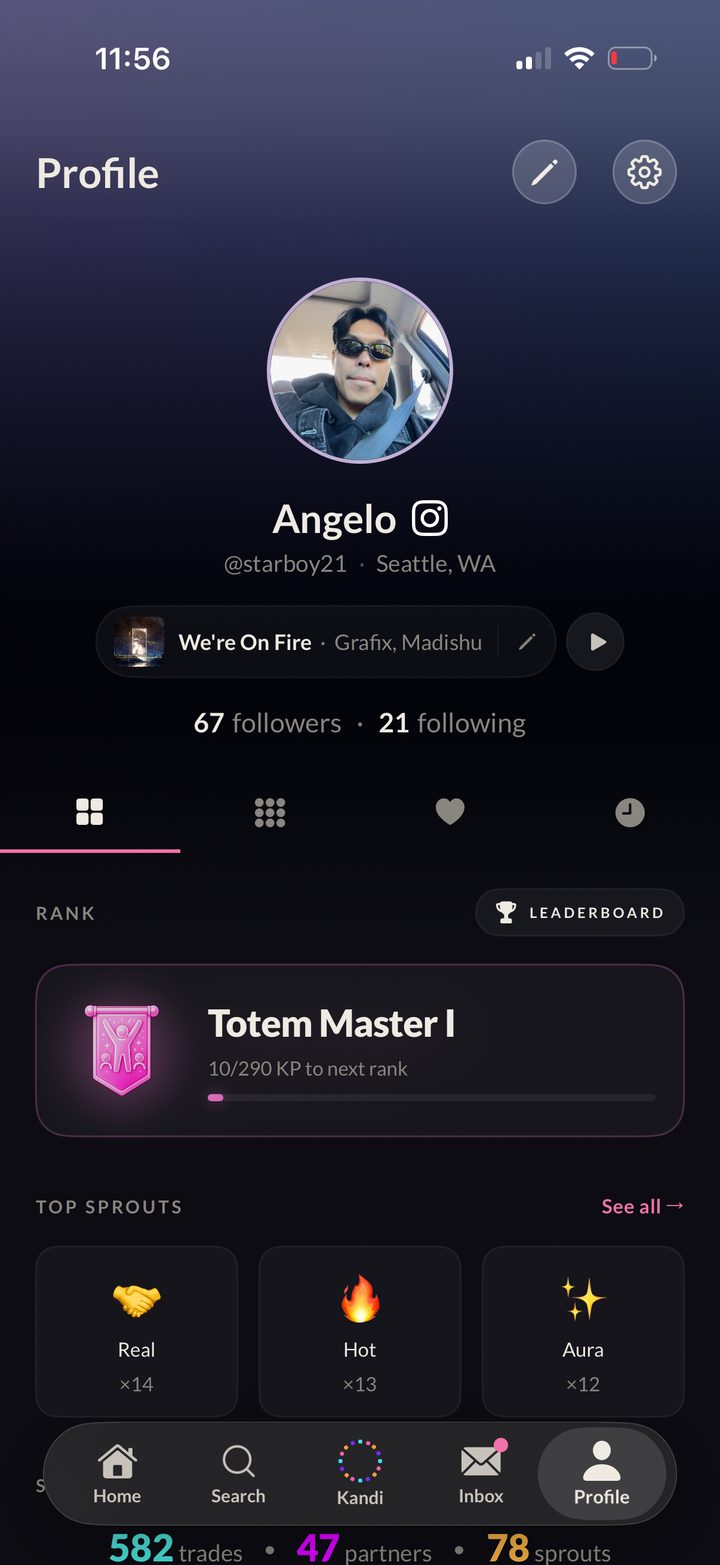 11:56
Profile
Angelo
@starboy21 · Seattle, WA
We're On Fire · Grafix, Madishu
67 followers · 21 following
RANK
LEADERBOARD
Totem Master I
10/290 KP to next rank
TOP SPROUTS
See all →
Real
×14
Hot
×13
Aura
×12
S
Home
Search
Kandi
Inbox
Profile
582 trades • 47 partners • 78 sprouts